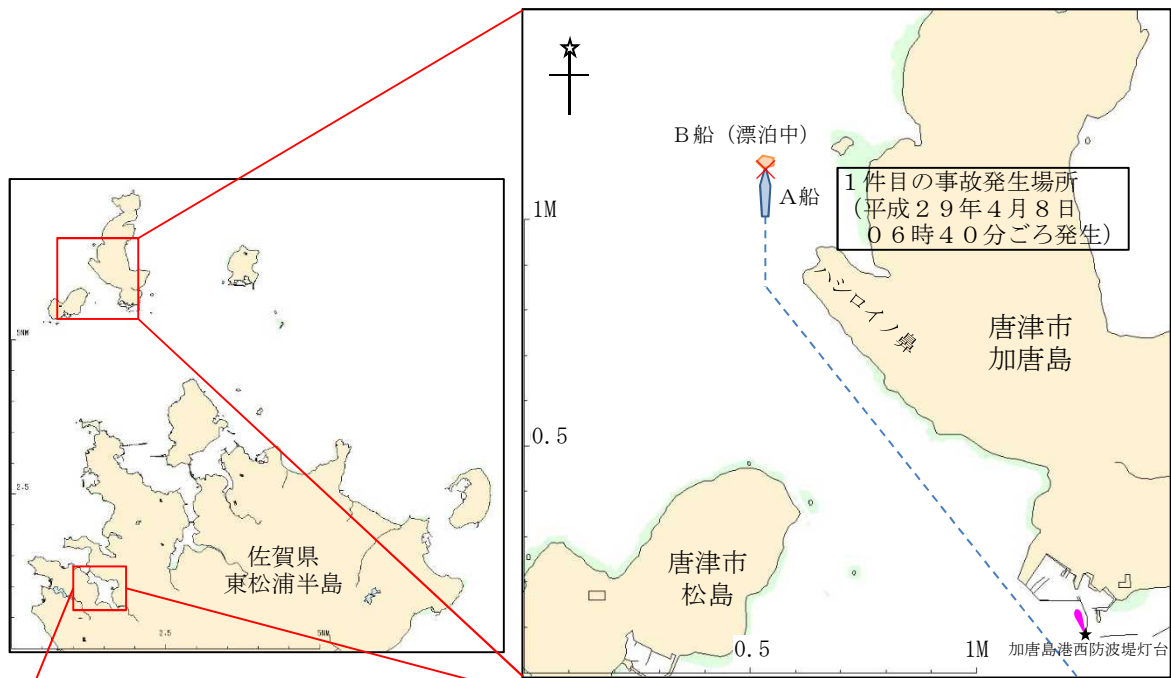 B船（漂泊中）
A船
１件目の事故発生場所
（平成２９年４月８日
０６時４０分ごろ発生）
1M
ハシロイノ鼻
唐津市
加唐島
0.5
唐津市
松島
0.5
1M
加唐島港西防波堤灯台
5NM
2.5
佐賀県
東松浦半島
2.5
5NM